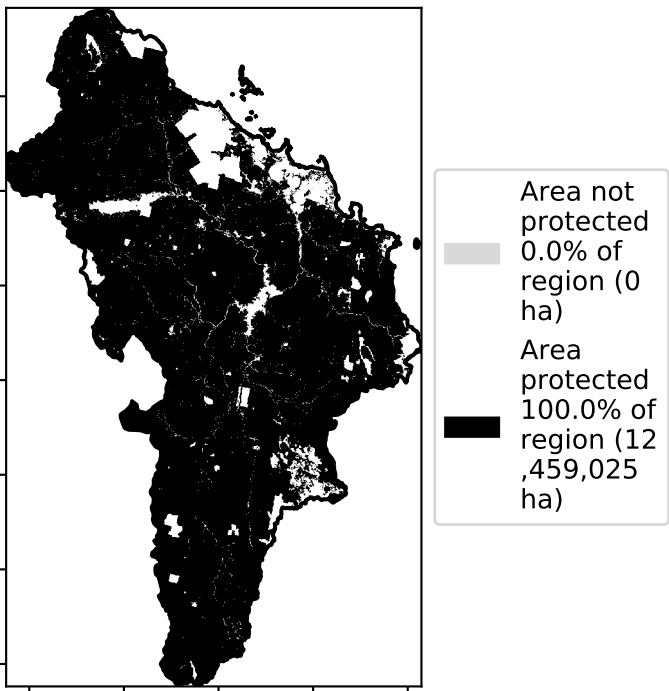 Area not
protected
0.0% of
region (0
ha)
Area
protected
100.0% of
region (12
,459,025
ha)